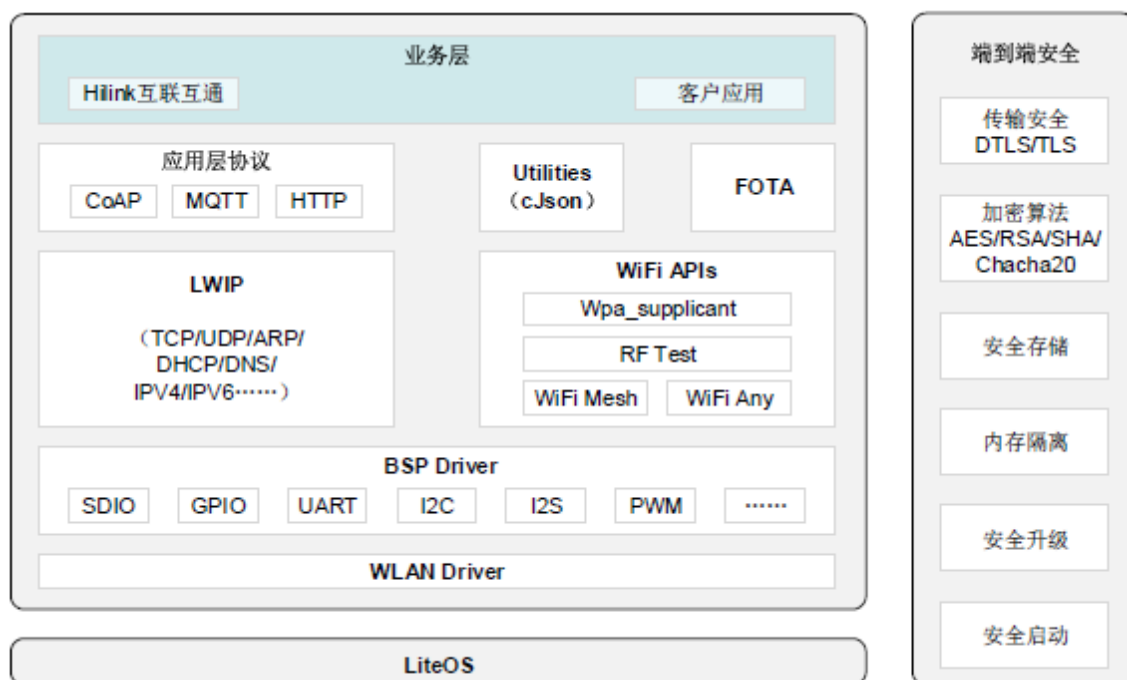 业务层
Hilink互联互通
客户应用
应用层协议
CoAP
MQTT
HTTP
Utilities
（cJson）
FOTA
LWIP
（TCP/UDP/ARP/
DHCP/DNS/
IPV4/IPV6……）
WiFi APIs
Wpa_supplicant
RF Test
WiFi Mesh
WiFi Any
BSP Driver
SDIO
GPIO
UART
I2C
I2S
PWM
……
WLAN Driver
LiteOS
端到端安全
传输安全
DTLS/TLS
加密算法
AES/RSA/SHA/
Chacha20
安全存储
内存隔离
安全升级
安全启动